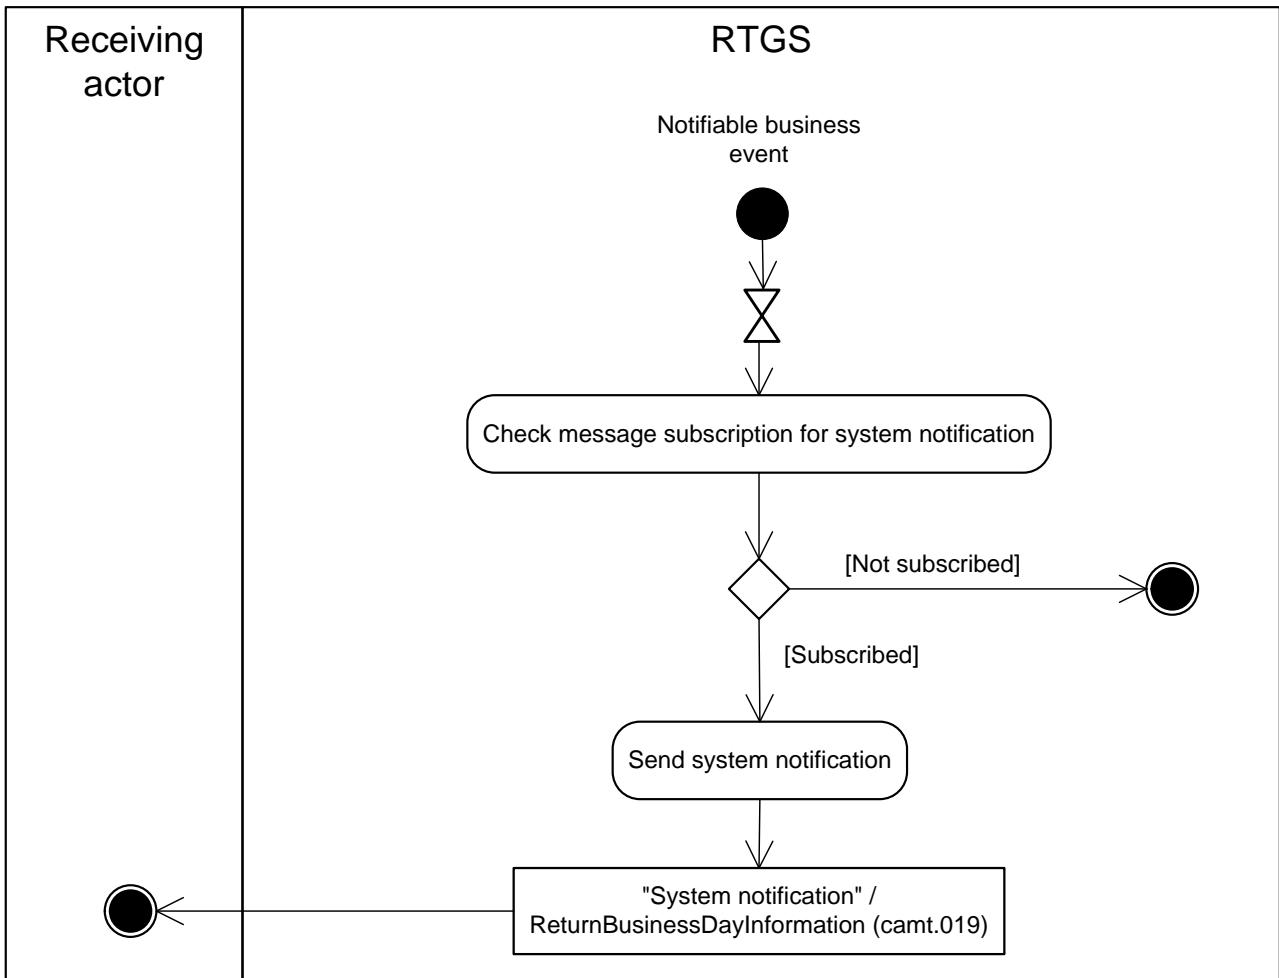 Receiving
actor
RTGS
Notifiable business
event
Check message subscription for system notification
[Not subscribed]
[Subscribed]
Send system notification
"System notification" /
ReturnBusinessDayInformation (camt.019)